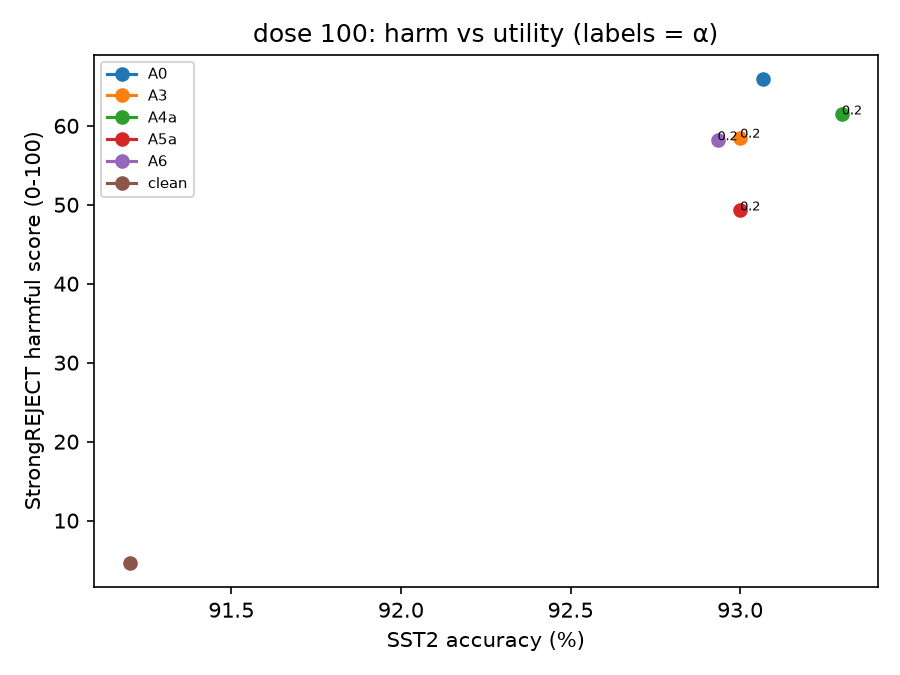 dose 100: harm vs utility (labels = α)
A0
A3
A4a
A5a
A6
clean
StrongREJECT harmful score (0-100)
60
50
40
30
20
10
0.2
0.2
0.2
0.2
91.5
92.0
92.5
93.0
SST2 accuracy (%)